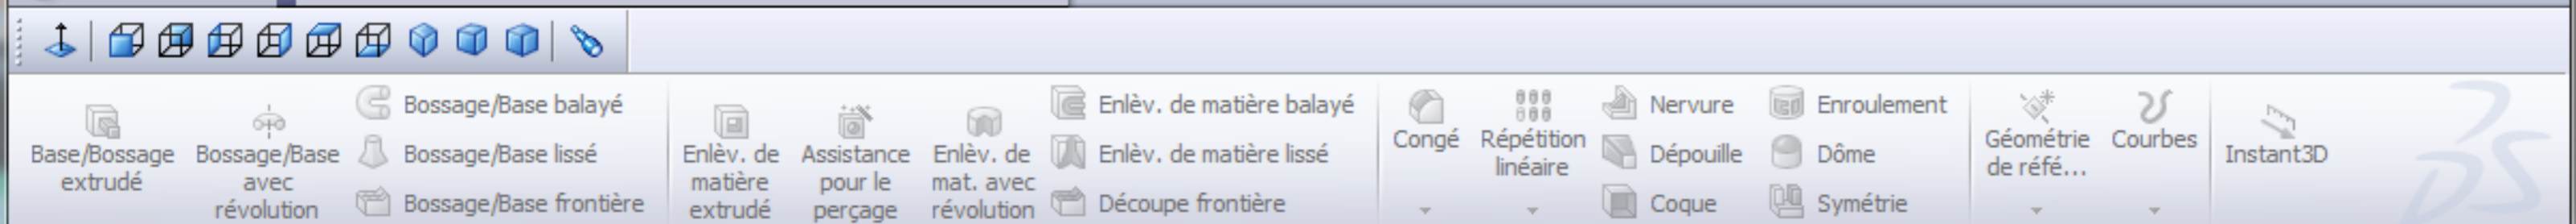 Base/Bossage
extrudé
Bossage/Base
avec
révolution
Bossage/Base balayé
Bossage/Base lissé
Bossage/Base frontière
Enlèv. de
matière
extrudé
Assistance
pour le
perçage
Enlèv. de
mat. avec
révolution
Enlèv. de matière balayé
Enlèv. de matière lissé
Découpe frontière
Congé
Répétition
linéaire
Nervure
Dépouille
Coque
Enroulement
Dôme
Symétrie
Géométrie
de réfé...
Courbes
Instant3D